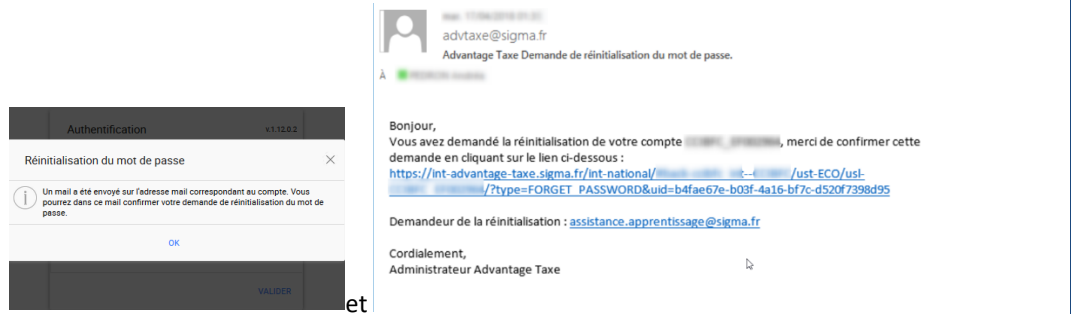 Authentification v.1.12.0.2
Réinitialisation du mot de passe
Un mail a été envoyé sur l'adresse mail correspondant au compte. Vous
pourrez dans ce mail confirmer votre demande de réinitialisation du mot de
passe.
OK
VALIDER
et
advtaxe@sigma.fr
Advantage Taxe Demande de réinitialisation du mot de passe.
À
Bonjour,
Vous avez demandé la réinitialisation de votre compte , merci de confirmer cette
demande en cliquant sur le lien ci-dessous :
https://int-advantage-taxe.sigma.fr/int-national/ t-- /ust-ECO/usl-
/?type=FORGET_PASSWORD&uid=b4fae67e-b03f-4a16-bf7c-d520f7398d95
Demandeur de la réinitialisation : assistance.apprentissage@sigma.fr
Cordialement,
Administrateur Advantage Taxe